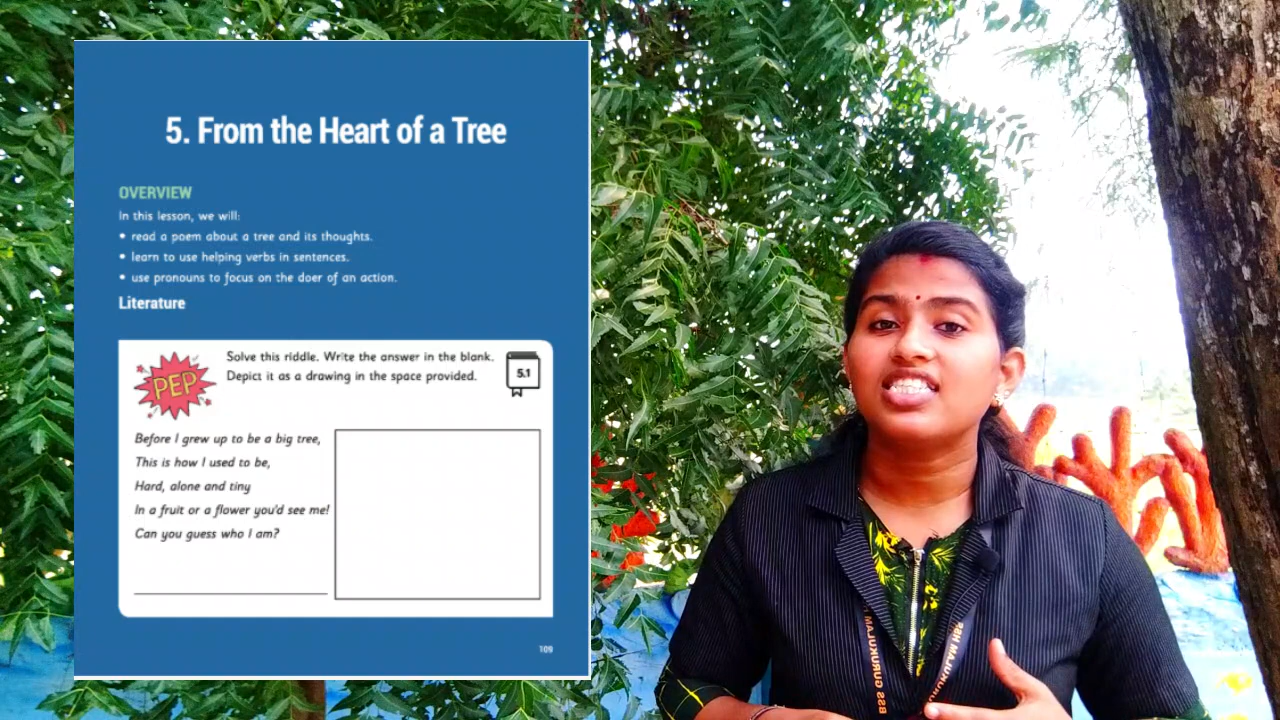 5. From the Heart of a Tree
OVERVIEW
In this lesson, we will:
• read a poem about a tree and its thoughts.
• learn to use helping verbs in sentences.
• use pronouns to focus on the doer of an action.
Literature
PEP
Solve this riddle. Write the answer in the blank.
Depict it as a drawing in the space provided.
5.1
Before I grew up to be a big tree,
This is how I used to be,
Hard, alone and tiny
In a fruit or a flower you'd see me!
Can you guess who I am?
109
BSS GURUKULAM
GURUKULAM HSS